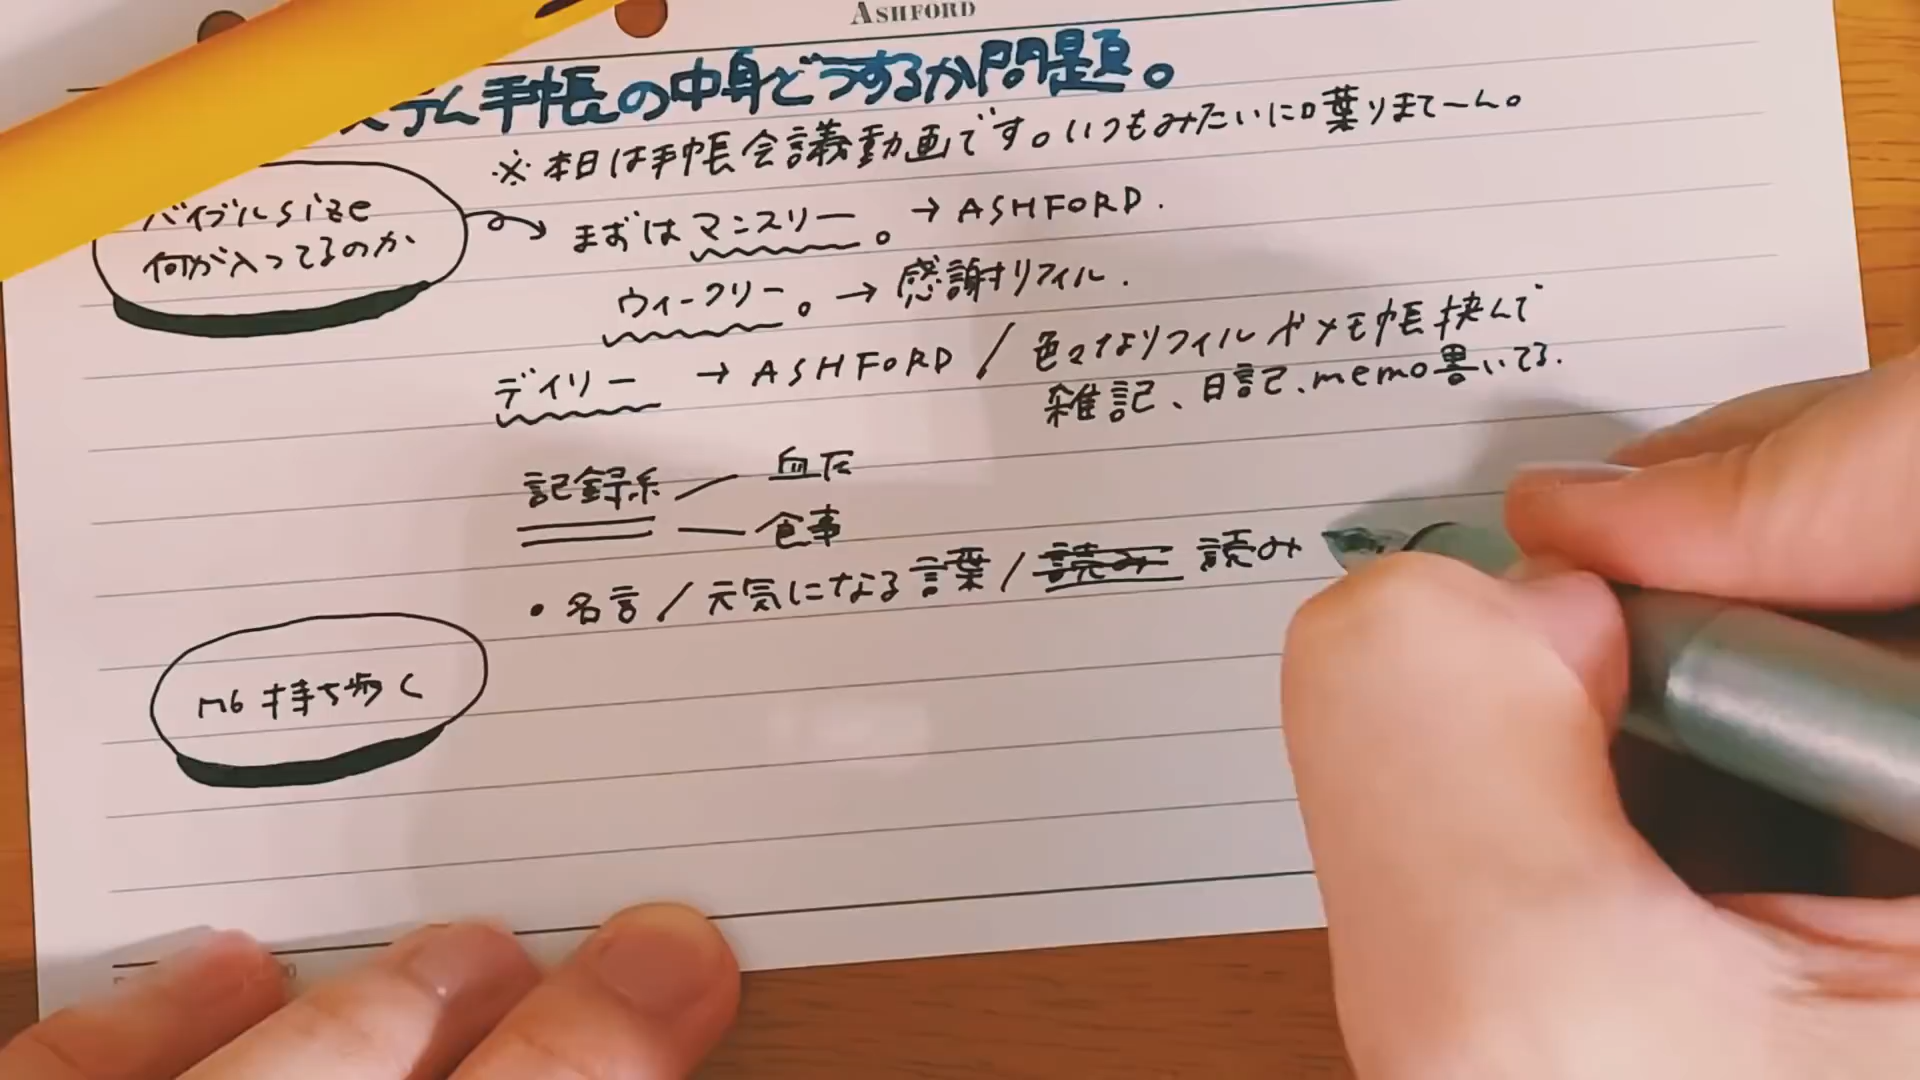 ASHFORD
テム手帳の中身どうするか問題。
※本日は手帳会議動画です。いつもみたいに口葉りませーん。
バイブルsize
何が入ってるのか
まずはマンスリー。→ASHFORD.
ウィークリー。→感謝リフィル.
デイリー→ASHFORD/色々なリフィルやメモ帳挟んで
雑記、日記、memo書いてる.
記録系 血圧
食事
・名言/元気になる言葉/読み 読み
m6 持ち歩く